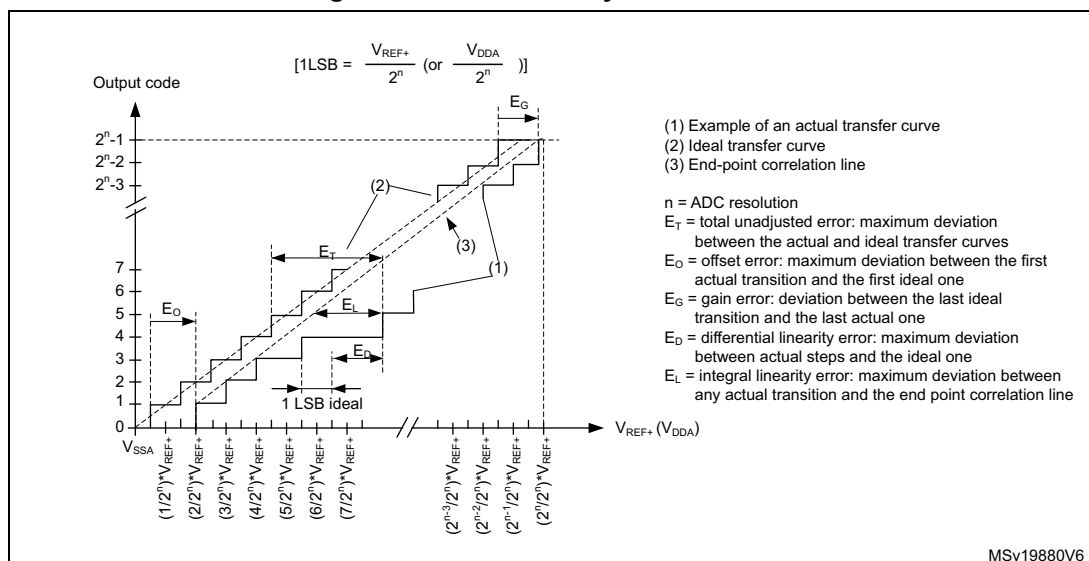 [1LSB = V_REF+ / 2^n (or V_DDA / 2^n )]
Output code
E_G
2^n-1
2^n-2
2^n-3
(2)
(3)
(1)
E_T
7
6
5
4
3
2
1
0
E_O
E_L
E_D
1 LSB ideal
V_SSA
(1/2^n)*V_REF+
(2/2^n)*V_REF+
(3/2^n)*V_REF+
(4/2^n)*V_REF+
(5/2^n)*V_REF+
(6/2^n)*V_REF+
(7/2^n)*V_REF+
(2^n-3/2^n)*V_REF+
(2^n-2/2^n)*V_REF+
(2^n-1/2^n)*V_REF+
(2^n/2^n)*V_REF+
V_REF+ (V_DDA)
(1) Example of an actual transfer curve
(2) Ideal transfer curve
(3) End-point correlation line
n = ADC resolution
E_T = total unadjusted error: maximum deviation
between the actual and ideal transfer curves
E_O = offset error: maximum deviation between the first
actual transition and the first ideal one
E_G = gain error: deviation between the last ideal
transition and the last actual one
E_D = differential linearity error: maximum deviation
between actual steps and the ideal one
E_L = integral linearity error: maximum deviation between
any actual transition and the end point correlation line
MSv19880V6